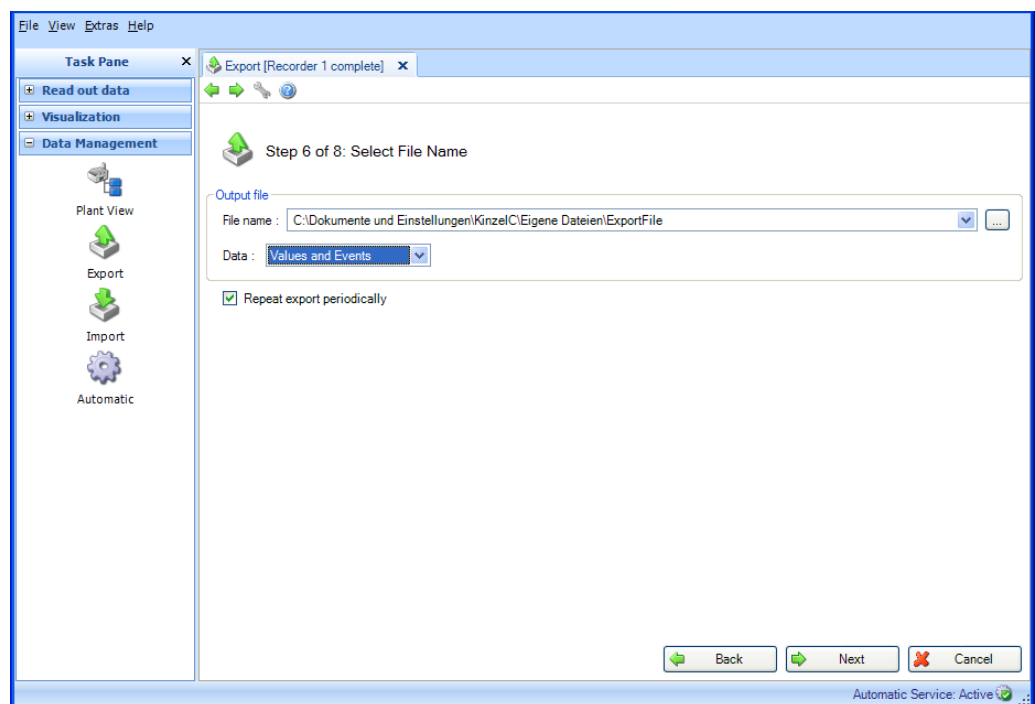 File View Extras Help
Task Pane
Export [Recorder 1 complete]
Read out data
Visualization
Data Management
Plant View
Export
Import
Automatic
Step 6 of 8: Select File Name
Output file
File name : C:\Dokumente und Einstellungen\KinzelC\Eigene Dateien\ExportFile
...
Data : Values and Events
Repeat export periodically
Back Next Cancel
Automatic Service: Active